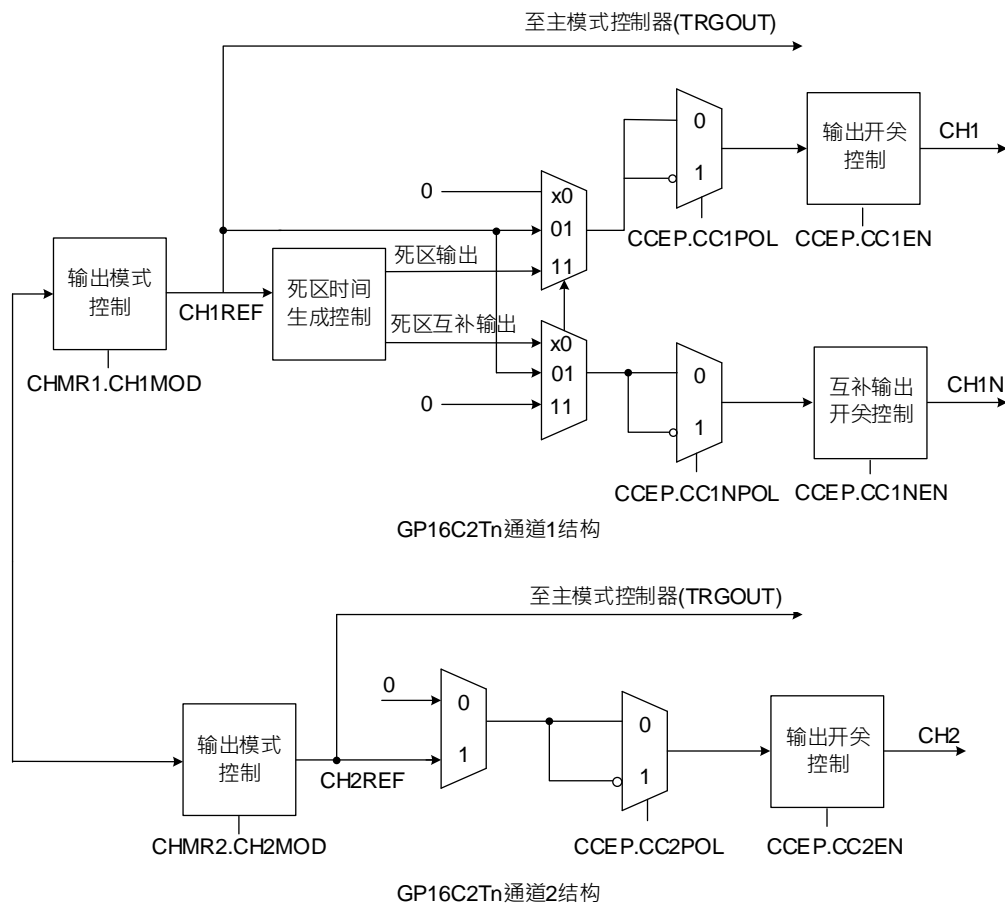 至主模式控制器(TRGOUT)
0
1
输出开关
控制
CH1
CCEP.CC1POL
CCEP.CC1EN
0
x0
01
11
死区输出
输出模式
控制
CH1REF
死区时间
生成控制
死区互补输出
CHMR1.CH1MOD
0
x0
01
11
0
1
互补输出
开关控制
CH1N
CCEP.CC1NPOL
CCEP.CC1NEN
GP16C2Tn通道1结构
至主模式控制器(TRGOUT)
0
0
1
输出模式
控制
CH2REF
0
1
输出开关
控制
CH2
CHMR2.CH2MOD
CCEP.CC2POL
CCEP.CC2EN
GP16C2Tn通道2结构